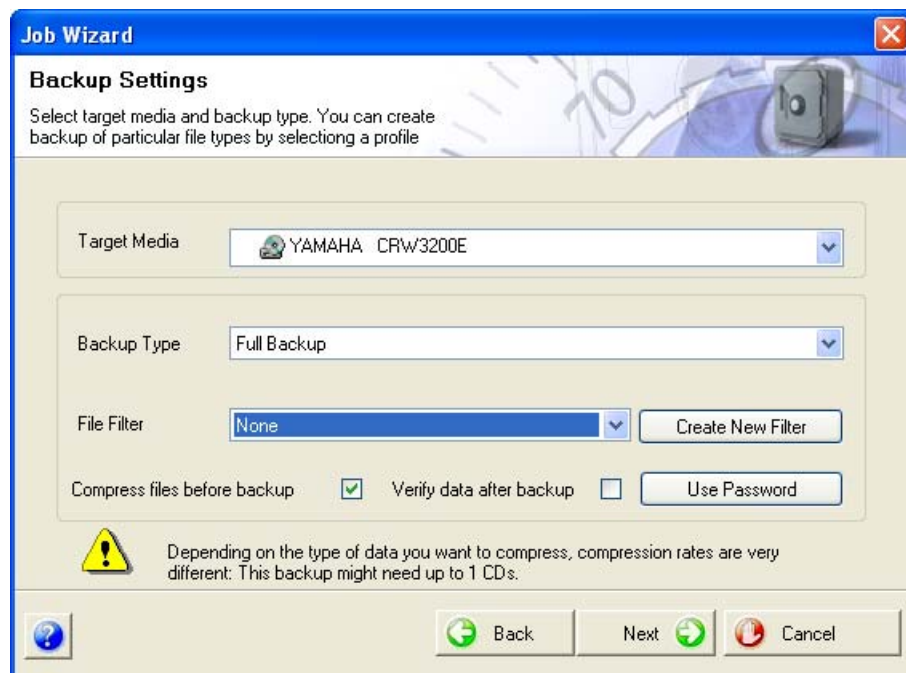 Job Wizard
Backup Settings
Select target media and backup type. You can create
backup of particular file types by selectiong a profile
70
Target Media
YAMAHA CRW3200E
Backup Type
Full Backup
File Filter
None
Create New Filter
Compress files before backup
Verify data after backup
Use Password
Depending on the type of data you want to compress, compression rates are very
different: This backup might need up to 1 CDs.
?
Back
Next
Cancel